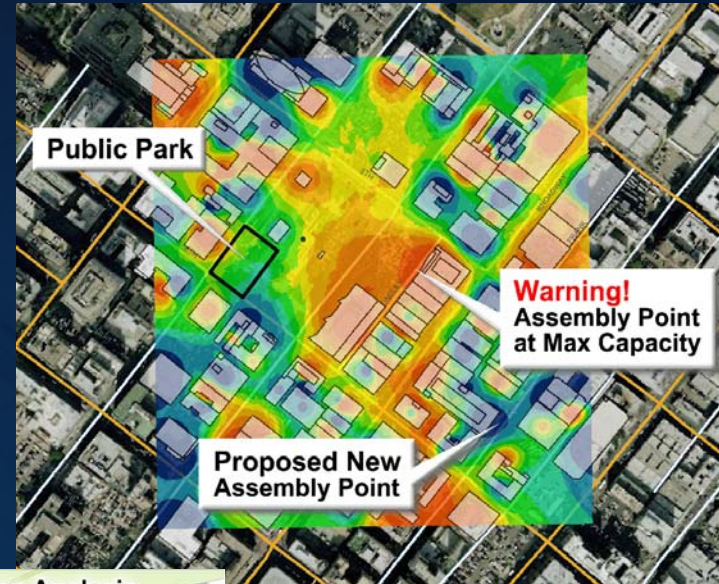 Public Park
Warning!
Assembly Point
at Max Capacity
Proposed New
Assembly Point